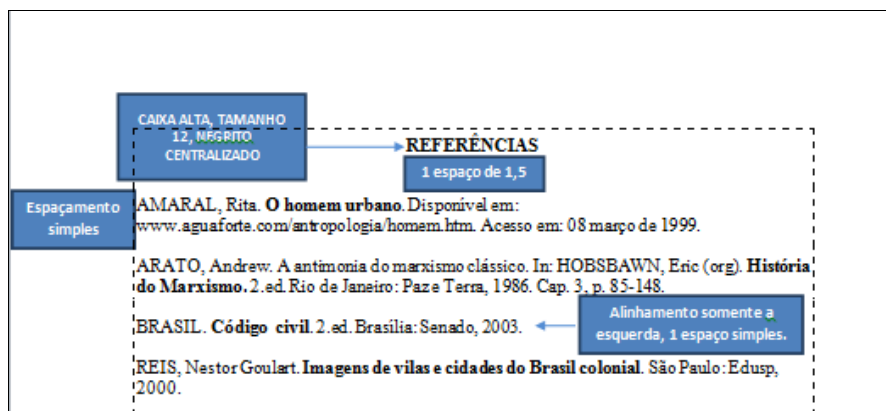 CAIXA ALTA, TAMANHO
12, NEGRITO
CENTRALIZADO
REFERÊNCIAS
1 espaço de 1,5
Espaçamento
simples
AMARAL, Rita. O homem urbano. Disponível em:
www.aguaforte.com/antropologia/homem.htm. Acesso em: 08 março de 1999.
ARATO, Andrew. A antimonia do marxismo clássico. In: HOBSBAWN, Eric (org). História
do Marxismo. 2.ed. Rio de Janeiro: Paz e Terra, 1986. Cap. 3, p. 85-148.
Alinhamento somente a
esquerda, 1 espaço simples.
BRASIL. Código civil. 2.ed. Brasília: Senado, 2003.
REIS, Nestor Goulart. Imagens de vilas e cidades do Brasil colonial. São Paulo: Edusp,
2000.